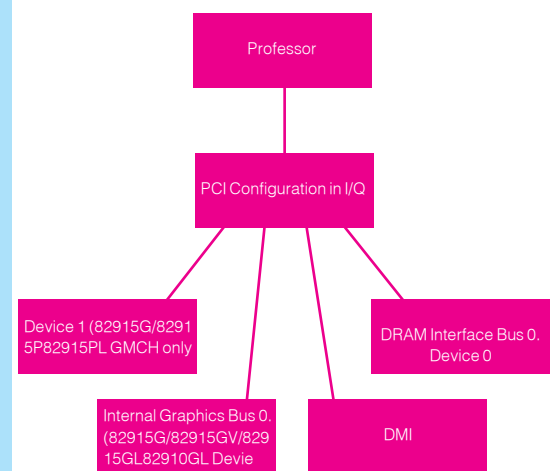 Professor
PCI Configuration in I/Q
Device 1 (82915G/8291
5P82915PL GMCH only
DRAM Interface Bus 0.
Device 0
Internal Graphics Bus 0.
(82915G/82915GV/829
15GL82910GL Devie
DMI